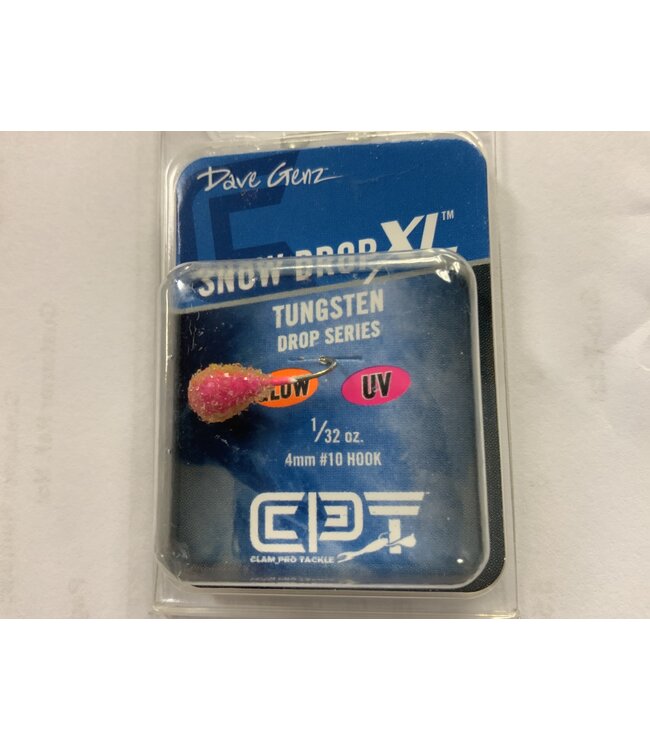 Dave Genz
SNOW DROP XL™
TUNGSTEN
DROP SERIES
GLOW UV
1/32 oz.
4mm #10 HOOK
CPT
CLAM PRO TACKLE